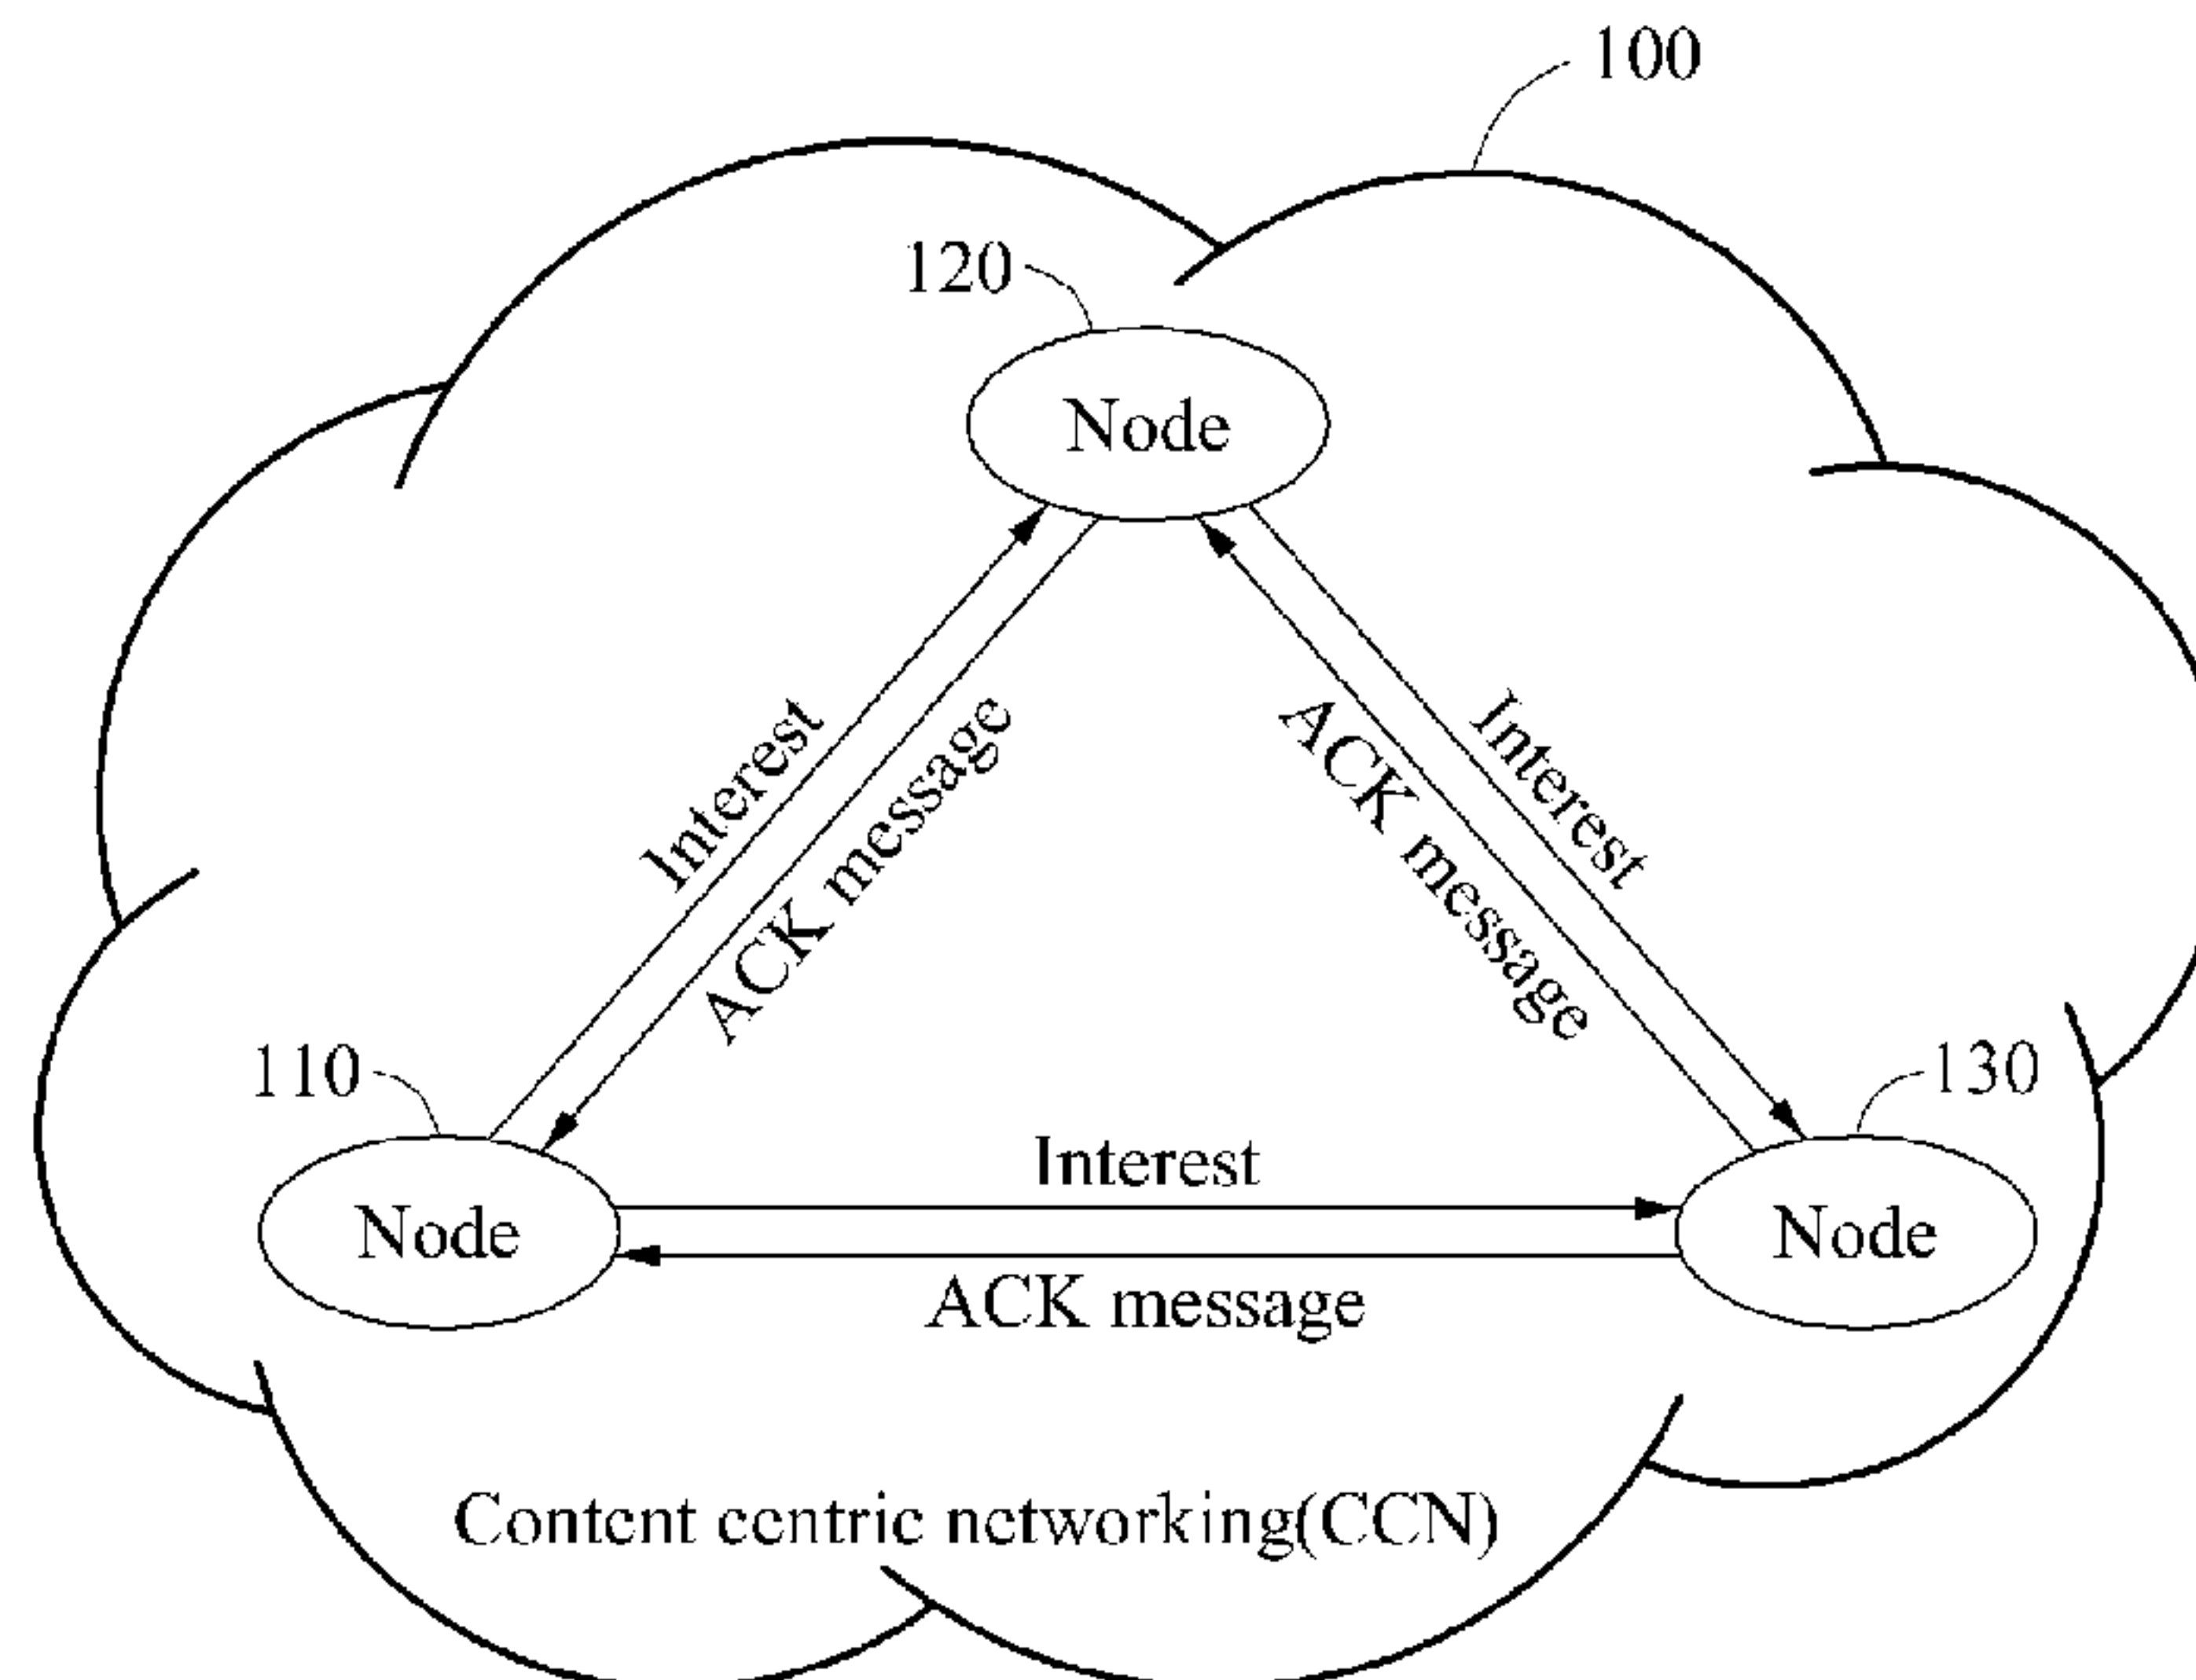 100
120
Node
Interest
ACK message
ACK message
Interest
110
130
Interest
Node
Node
ACK message
Content centric networking(CCN)